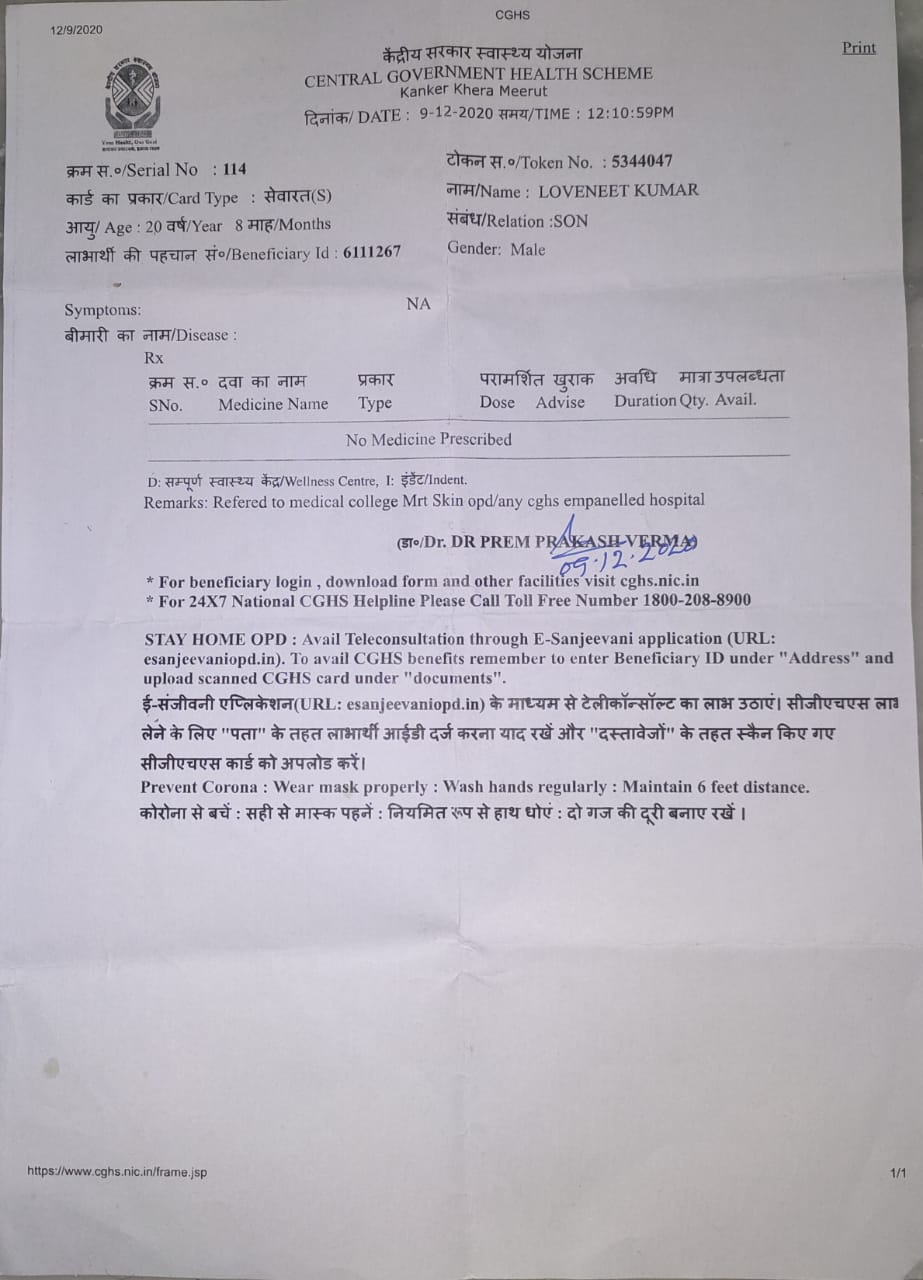 12/9/2020
CGHS
Print
केंद्रीय सरकार स्वास्थ्य योजना
CENTRAL GOVERNMENT HEALTH SCHEME
Kanker Khera Meerut
दिनांक/ DATE : 9-12-2020 समय/TIME : 12:10:59PM
क्रम स.०/Serial No : 114
टोकन स.०/Token No. : 5344047
कार्ड का प्रकार/Card Type : सेवारत(S)
नाम/Name : LOVENEET KUMAR
आयु/ Age : 20 वर्ष/Year 8 माह/Months
संबंध/Relation :SON
लाभार्थी की पहचान सं०/Beneficiary Id : 6111267
Gender: Male
Symptoms: NA
बीमारी का नाम/Disease :
Rx
क्रम स.० दवा का नाम प्रकार परामर्शित खुराक अवधि मात्रा उपलब्धता
SNo. Medicine Name Type Dose Advise Duration Qty. Avail.
No Medicine Prescribed
D: सम्पूर्ण स्वास्थ्य केंद्र/Wellness Centre, I: इंडेंट/Indent.
Remarks: Refered to medical college Mrt Skin opd/any cghs empanelled hospital
(डा०/Dr. DR PREM PRAKASH VERMA)
09.12.2020
* For beneficiary login , download form and other facilities visit cghs.nic.in
* For 24X7 National CGHS Helpline Please Call Toll Free Number 1800-208-8900
STAY HOME OPD : Avail Teleconsultation through E-Sanjeevani application (URL:
esanjeevaniopd.in). To avail CGHS benefits remember to enter Beneficiary ID under "Address" and
upload scanned CGHS card under "documents".
ई-संजीवनी एप्लिकेशन(URL: esanjeevaniopd.in) के माध्यम से टेलीकॉन्सॉल्ट का लाभ उठाएं। सीजीएचएस
लेने के लिए "पता" के तहत लाभार्थी आईडी दर्ज करना याद रखें और "दस्तावेजों" के तहत स्कैन किए गए
सीजीएचएस कार्ड को अपलोड करें।
Prevent Corona : Wear mask properly : Wash hands regularly : Maintain 6 feet distance.
कोरोना से बचें : सही से मास्क पहनें : नियमित रूप से हाथ धोएं : दो गज की दूरी बनाए रखें ।
https://www.cghs.nic.in/frame.jsp
1/1